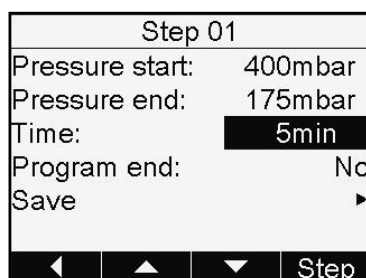 Step 01
Pressure start: 400mbar
Pressure end: 175mbar
Time: 5min
Program end: No
Save
Step